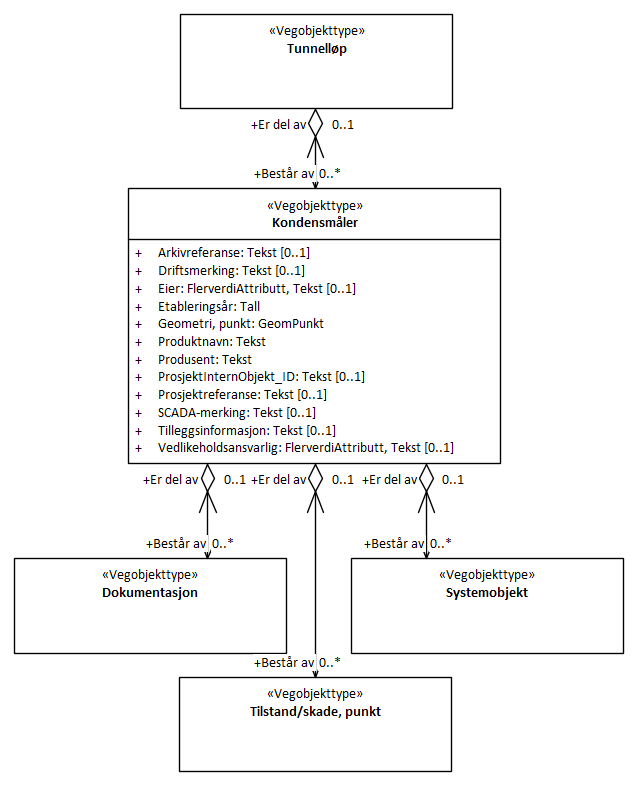 «Vegobjekttype»
Tunnelløp
+Er del av 0..1
+Består av 0..*
«Vegobjekttype»
Kondensmåler
+ Arkivreferanse: Tekst [0..1]
+ Driftsmerking: Tekst [0..1]
+ Eier: FlerverdiAttributt, Tekst [0..1]
+ Etableringsår: Tall
+ Geometri, punkt: GeomPunkt
+ Produktnavn: Tekst
+ Produsent: Tekst
+ ProsjektInternObjekt_ID: Tekst [0..1]
+ Prosjektreferanse: Tekst [0..1]
+ SCADA-merking: Tekst [0..1]
+ Tilleggsinformasjon: Tekst [0..1]
+ Vedlikeholdsansvarlig: FlerverdiAttributt, Tekst [0..1]
+Er del av 0..1 +Er del av 0..1 +Er del av 0..1
+Består av 0..* +Består av 0..*
«Vegobjekttype»
Dokumentasjon
«Vegobjekttype»
Systemobjekt
+Består av 0..*
«Vegobjekttype»
Tilstand/skade, punkt